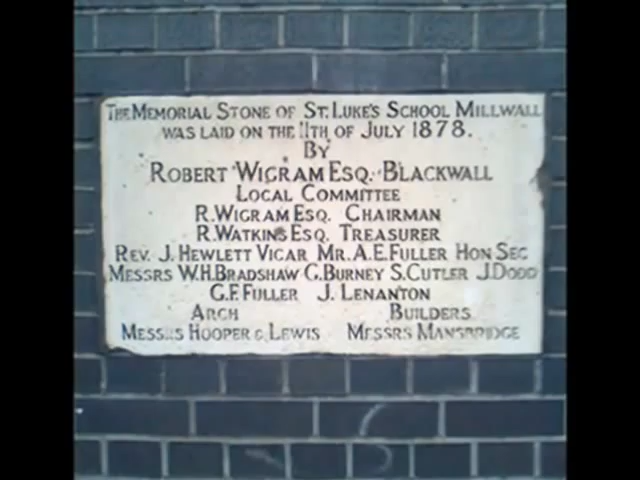 The Memorial Stone of St. Luke's School Millwall
was laid on the 11th of July 1878.
By
Robert Wigram Esq. Blackwall
Local Committee
R. Wigram Esq. Chairman
R. Watkins Esq. Treasurer
Rev. J. Hewlett Vicar Mr. A.E. Fuller Hon Sec
Messrs W.H. Bradshaw G. Burney S. Cutler J. Dodd
G.F. Fuller J. Lenanton
Arch Builders
Messrs Hooper & Lewis Messrs Mansbridge